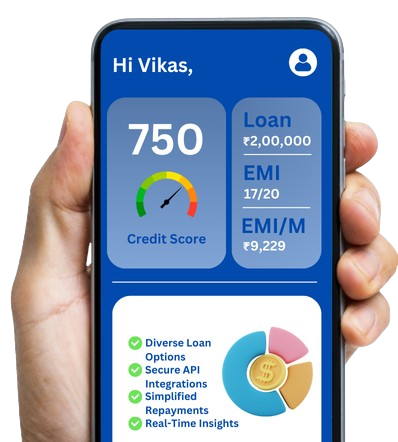 Hi Vikas,
750
Credit Score
Loan
₹2,00,000
EMI
17/20
EMI/M
₹9,229
Diverse Loan
Options
Secure API
Integrations
Simplified
Repayments
Real-Time Insights
$